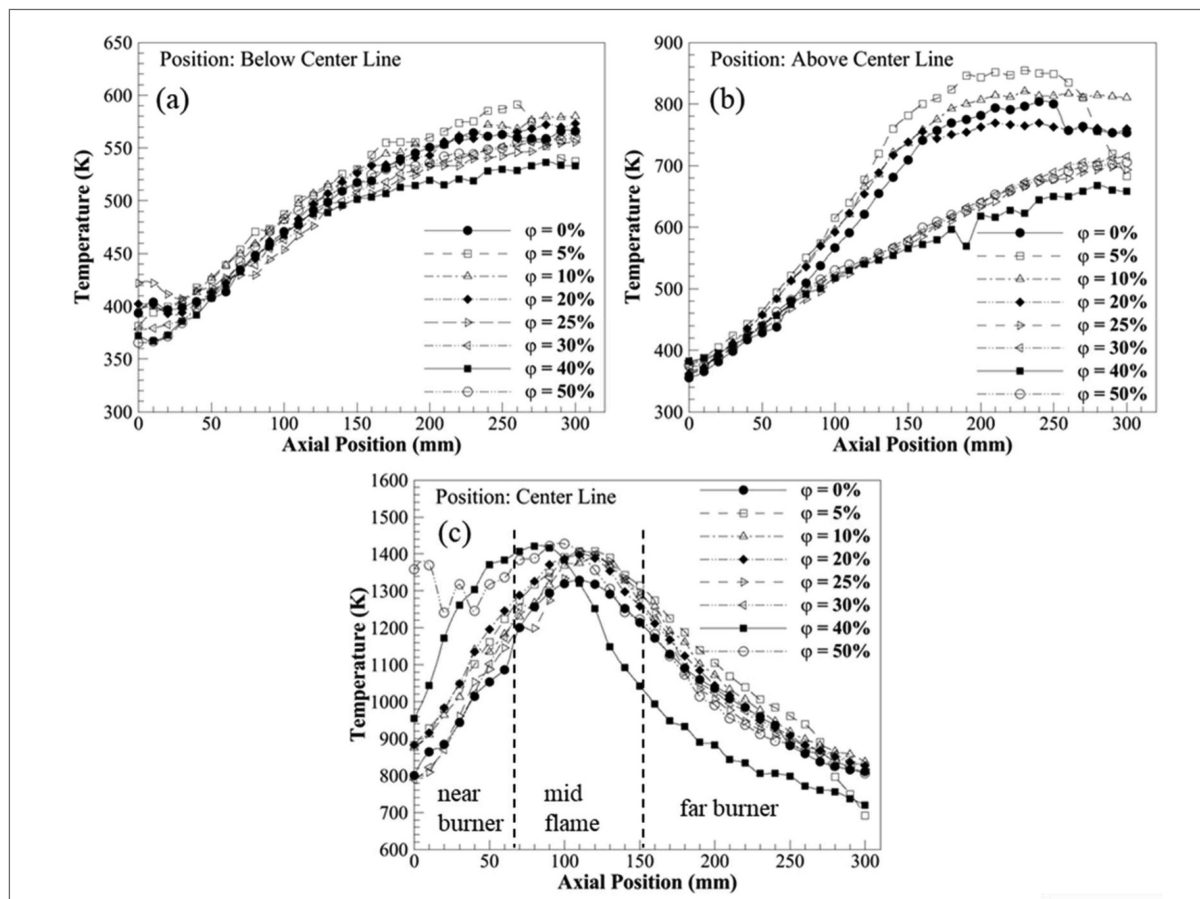 650
600
550
500
450
400
350
300
Temperature (K)
Position: Below Center Line
(a)
φ = 0%
φ = 5%
φ = 10%
φ = 20%
φ = 25%
φ = 30%
φ = 40%
φ = 50%
0 50 100 150 200 250 300
Axial Position (mm)
900
800
700
600
500
400
300
Temperature (K)
Position: Above Center Line
(b)
φ = 0%
φ = 5%
φ = 10%
φ = 20%
φ = 25%
φ = 30%
φ = 40%
φ = 50%
0 50 100 150 200 250 300
Axial Position (mm)
1600
1500
1400
1300
1200
1100
1000
900
800
700
600
Temperature (K)
Position: Center Line
(c)
φ = 0%
φ = 5%
φ = 10%
φ = 20%
φ = 25%
φ = 30%
φ = 40%
φ = 50%
near
burner
mid
flame
far burner
0 50 100 150 200 250 300
Axial Position (mm)